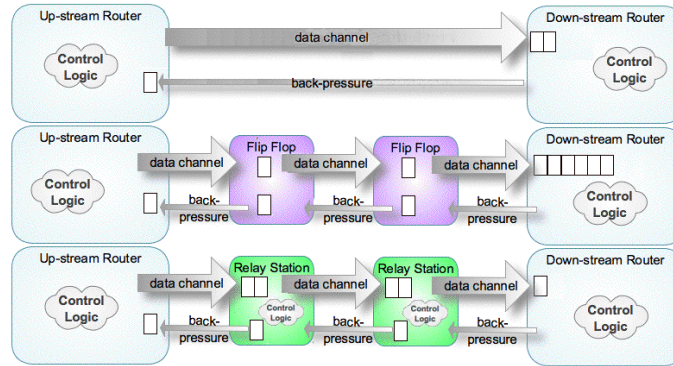 Up-stream Router
Down-stream Router
data channel
Control
Logic
Control
Logic
back-pressure
Up-stream Router
Flip Flop
Flip Flop
Down-stream Router
data channel
data channel
data channel
Control
Logic
Control
Logic
back-
pressure
back-
pressure
back-
pressure
Up-stream Router
Relay Station
Relay Station
Down-stream Router
data channel
data channel
data channel
Control
Logic
Control
Logic
Control
Logic
Control
Logic
back-
pressure
back-
pressure
back-
pressure